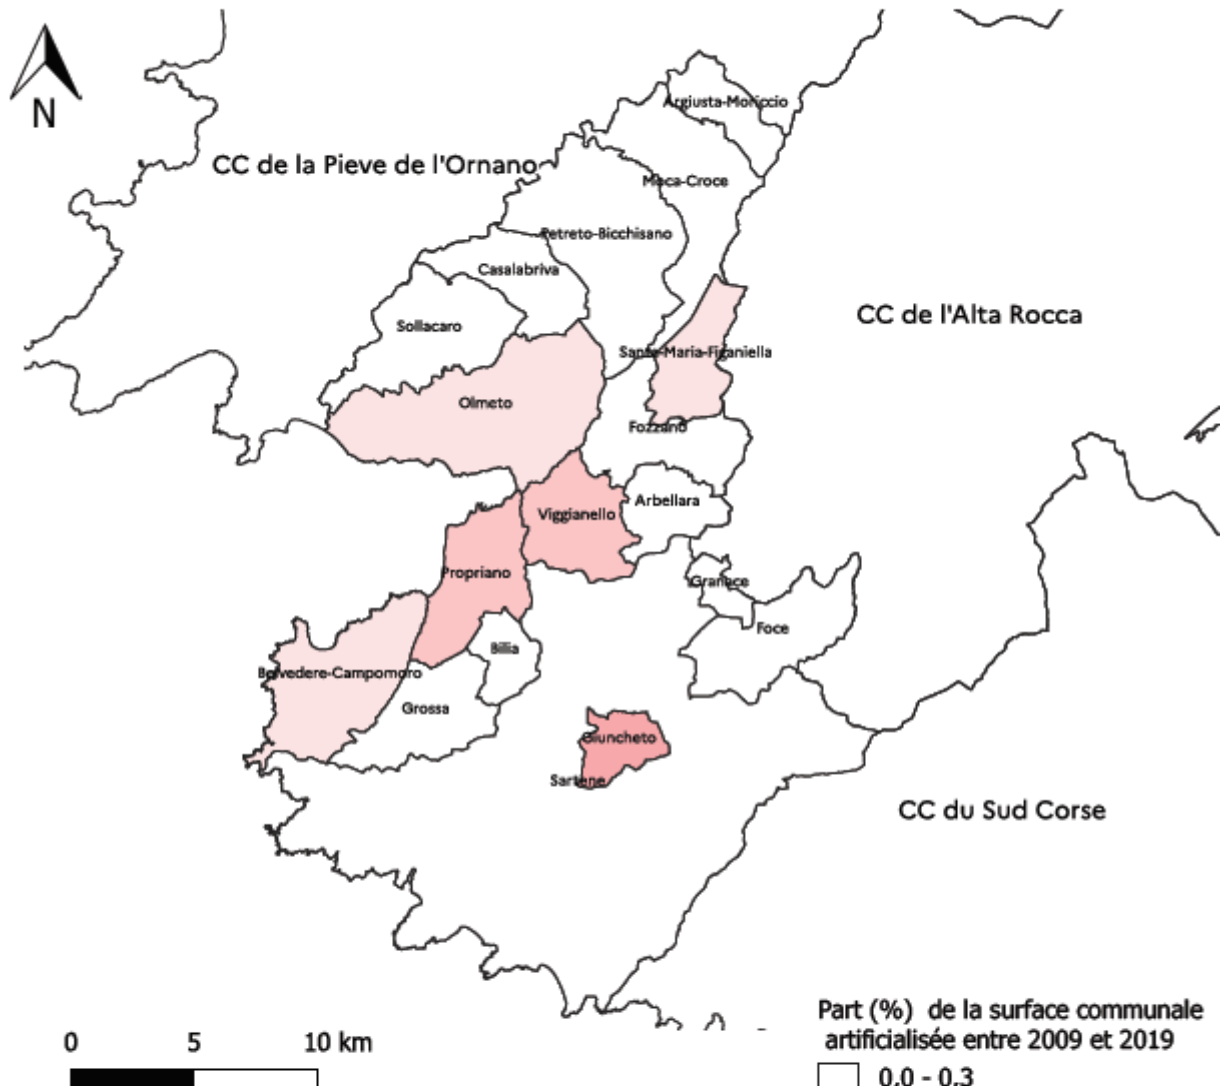 N
Argiusta-Moriccio
CC de la Pieve de l'Ornano
Moca-Croce
Petreto-Bicchisano
Casalabriva
CC de l'Alta Rocca
Sollacaro
Santa-Maria-Figaniella
Olmeto
Fozzano
Arbellara
Viggianello
Propriano
Granace
Foce
Bilia
Belvedere-Campomoro
Grossa
Giuncheto
Sartene
CC du Sud Corse
Part (%) de la surface communale
artificialisée entre 2009 et 2019
0 5 10 km
0,0 - 0,3